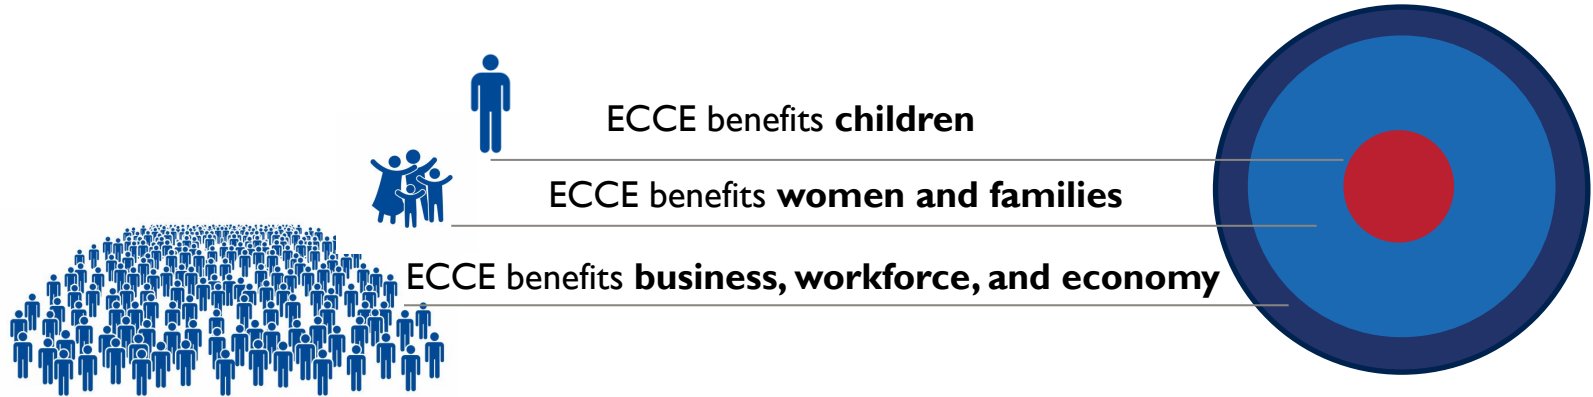 ECCE benefits children
ECCE benefits women and families
ECCE benefits business, workforce, and economy